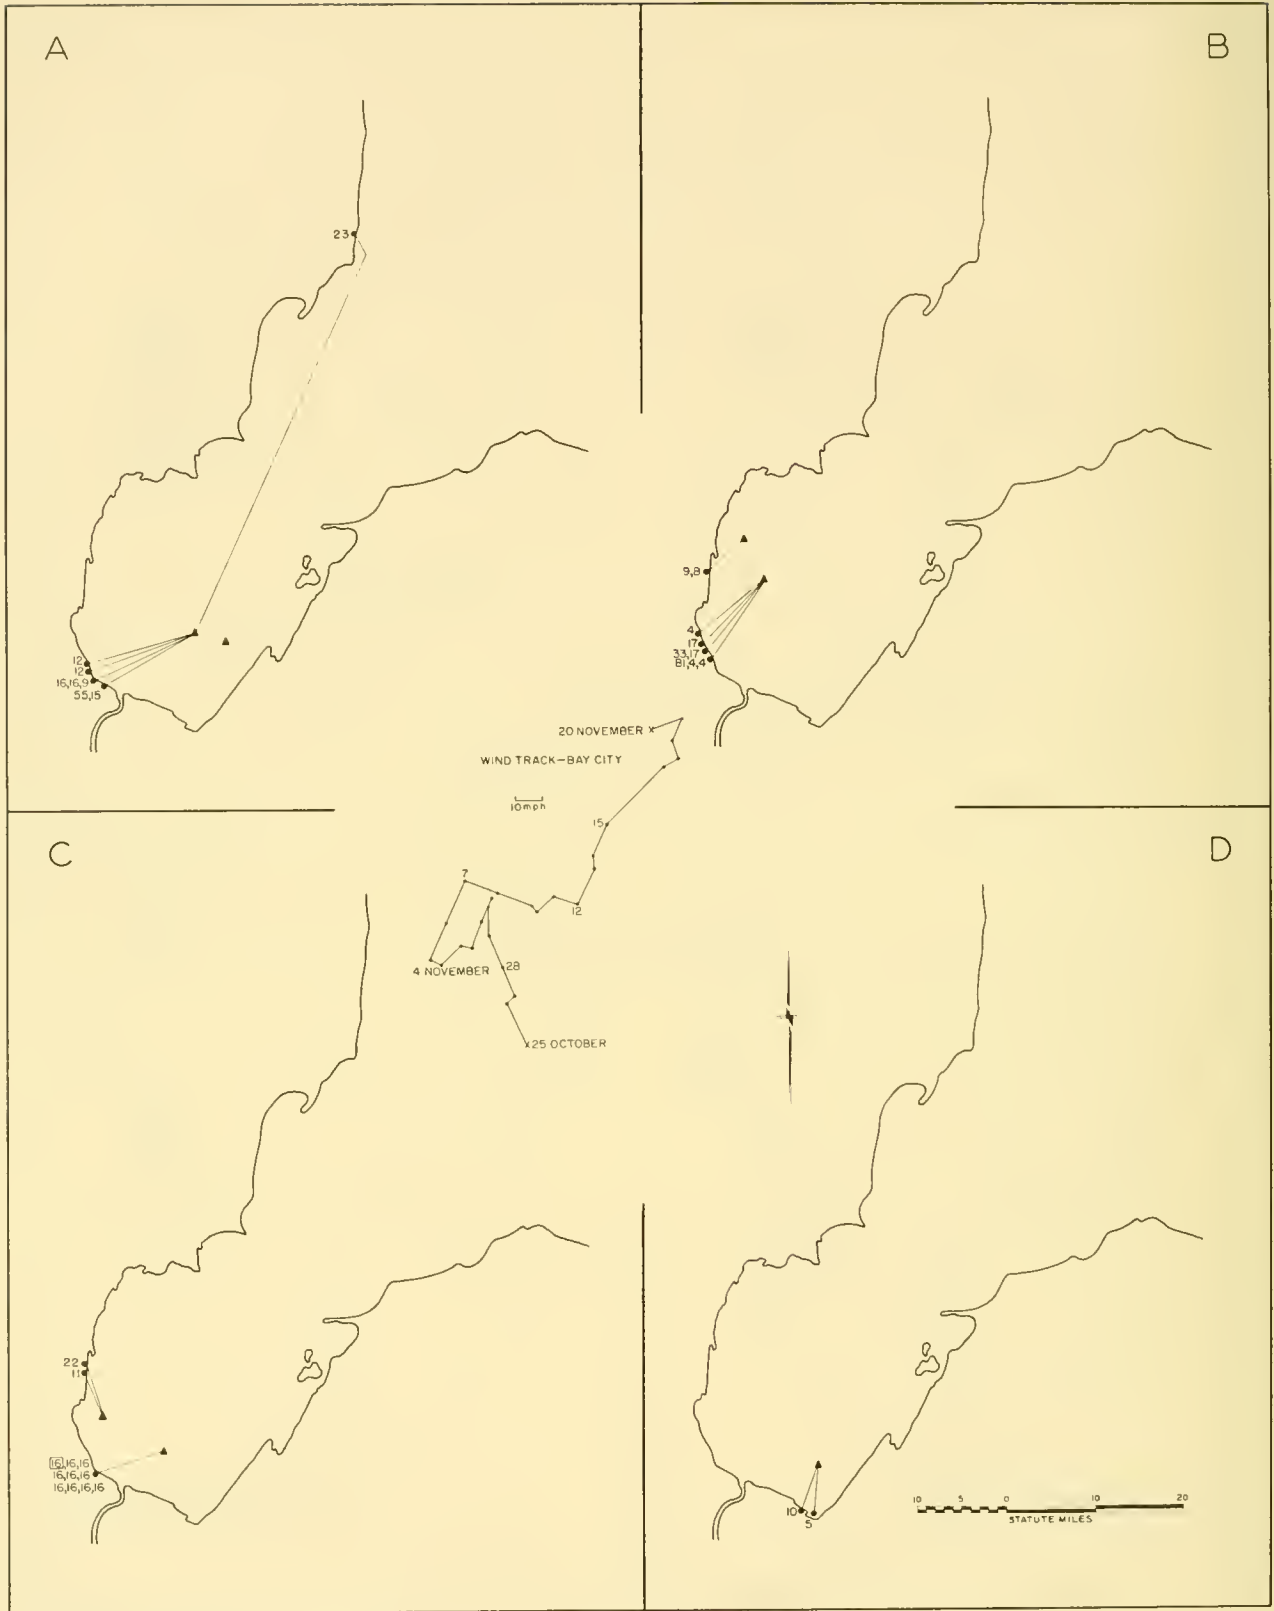 A
B
23
12
12
16,16,9
55,15
9,8
4
17
33,17
81,4,4
20 NOVEMBER
WIND TRACK—BAY CITY
10mph
15
7
12
4 NOVEMBER
28
25 OCTOBER
C
D
22
11
16,16,16
16,16,16
16,16,16,16
10
5
10 5 0 10 20
STATUTE MILES